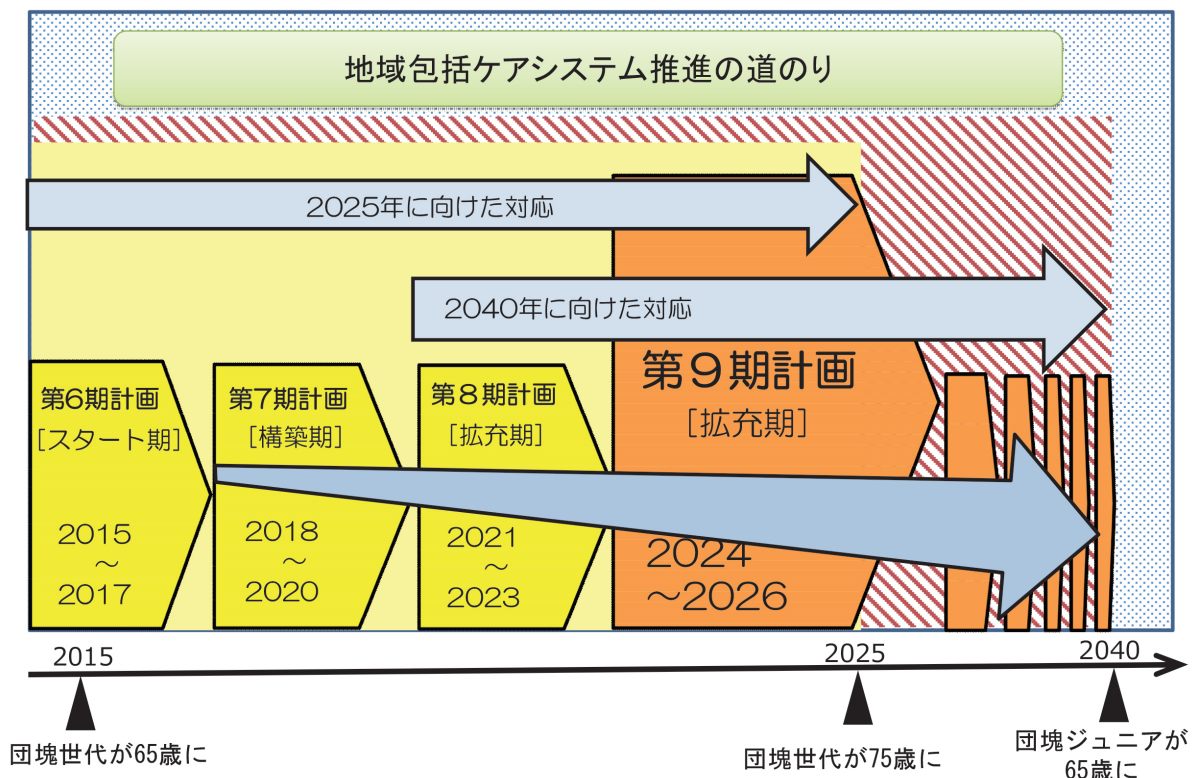 地域包括ケアシステム推進の道のり
2025年に向けた対応
2040年に向けた対応
第6期計画
[スタート期]
2015
～
2017
第7期計画
[構築期]
2018
～
2020
第8期計画
[拡充期]
2021
～
2023
第9期計画
[拡充期]
2024
～2026
2015
2025
2040
団塊世代が65歳に
団塊世代が75歳に
団塊ジュニアが
65歳に